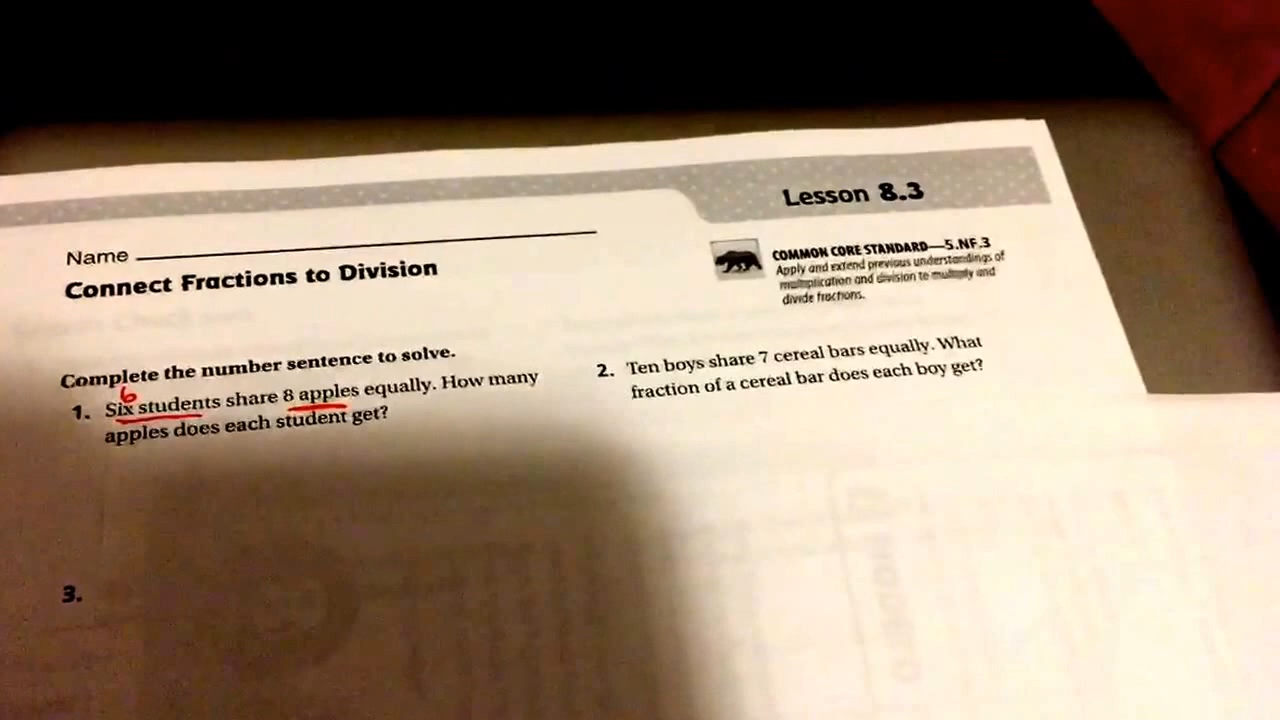 Lesson 8.3
Name
Connect Fractions to Division
COMMON CORE STANDARD—5.NF.3
Apply and extend previous understandings of
multiplication and division to multiply and
divide fractions.
Complete the number sentence to solve.
6
1. Six students share 8 apples equally. How many
apples does each student get?
2. Ten boys share 7 cereal bars equally. What
fraction of a cereal bar does each boy get?
3.